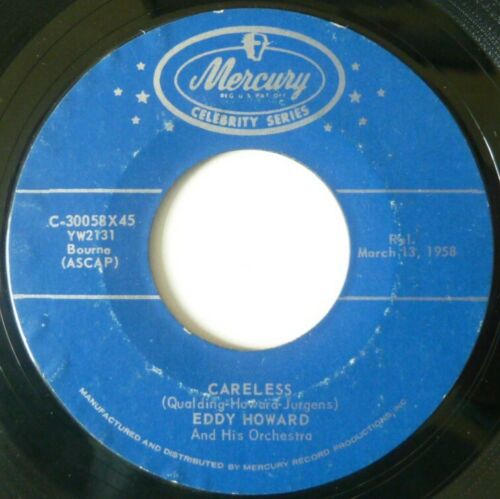 Mercury
REG. U.S. PAT. OFF.
CELEBRITY SERIES
C-30058X45
YW2131
Bourne
(ASCAP)
Rel.
March 13, 1958
CARELESS
(Qualding-Howard-Jurgens)
EDDY HOWARD
And His Orchestra
MANUFACTURED AND DISTRIBUTED BY MERCURY RECORD PRODUCTIONS, INC.